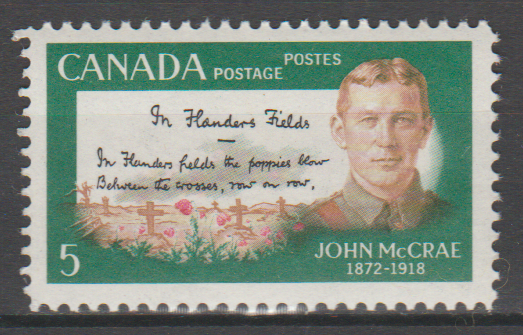 CANADA POSTAGE POSTES
In Flanders Fields
In Flanders fields the poppies blow
Between the crosses, row on row,
5
JOHN McCRAE
1872-1918